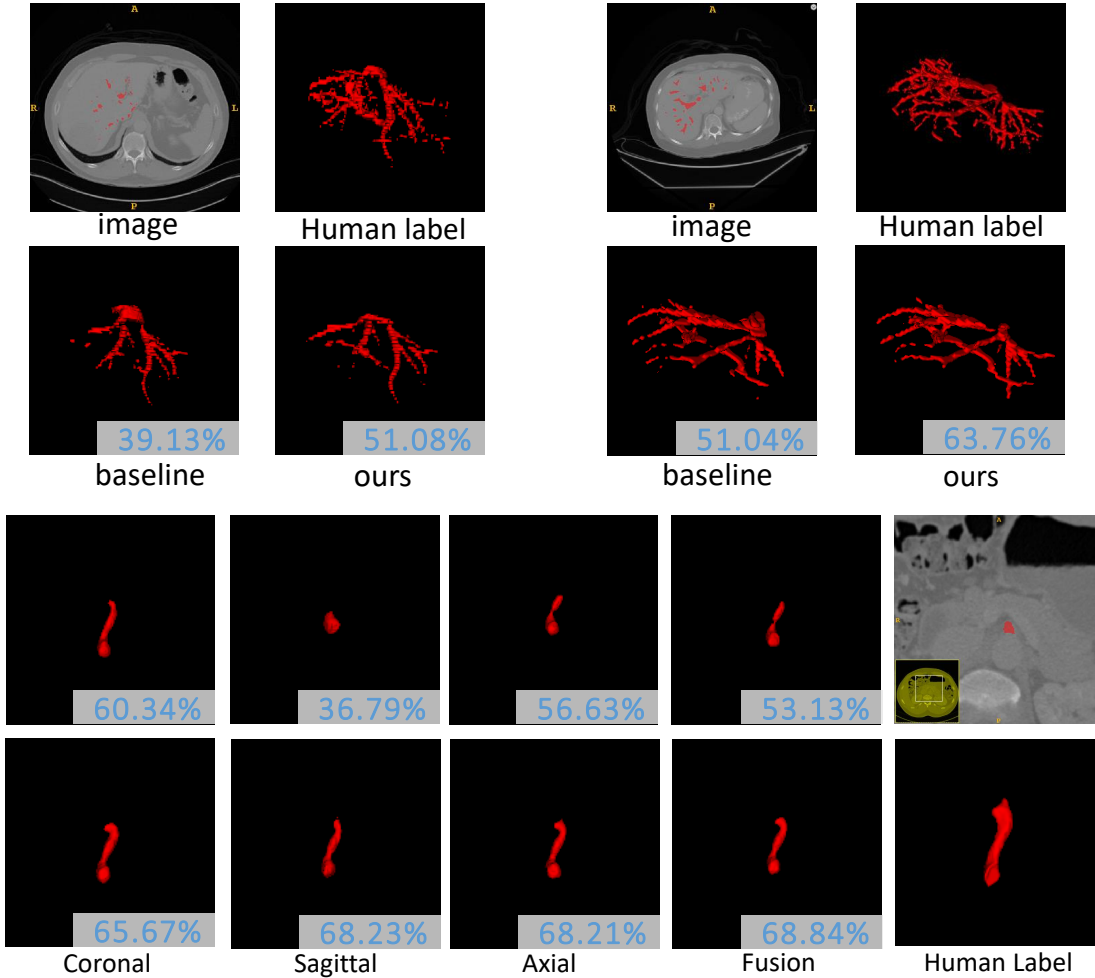 A
R
L
P
image
Human label
A
L
P
image
Human label
39.13%
baseline
51.08%
ours
51.04%
baseline
63.76%
ours
60.34%
36.79%
56.63%
53.13%
A
R
P
65.67%
68.23%
68.21%
68.84%
Coronal
Sagittal
Axial
Fusion
Human Label